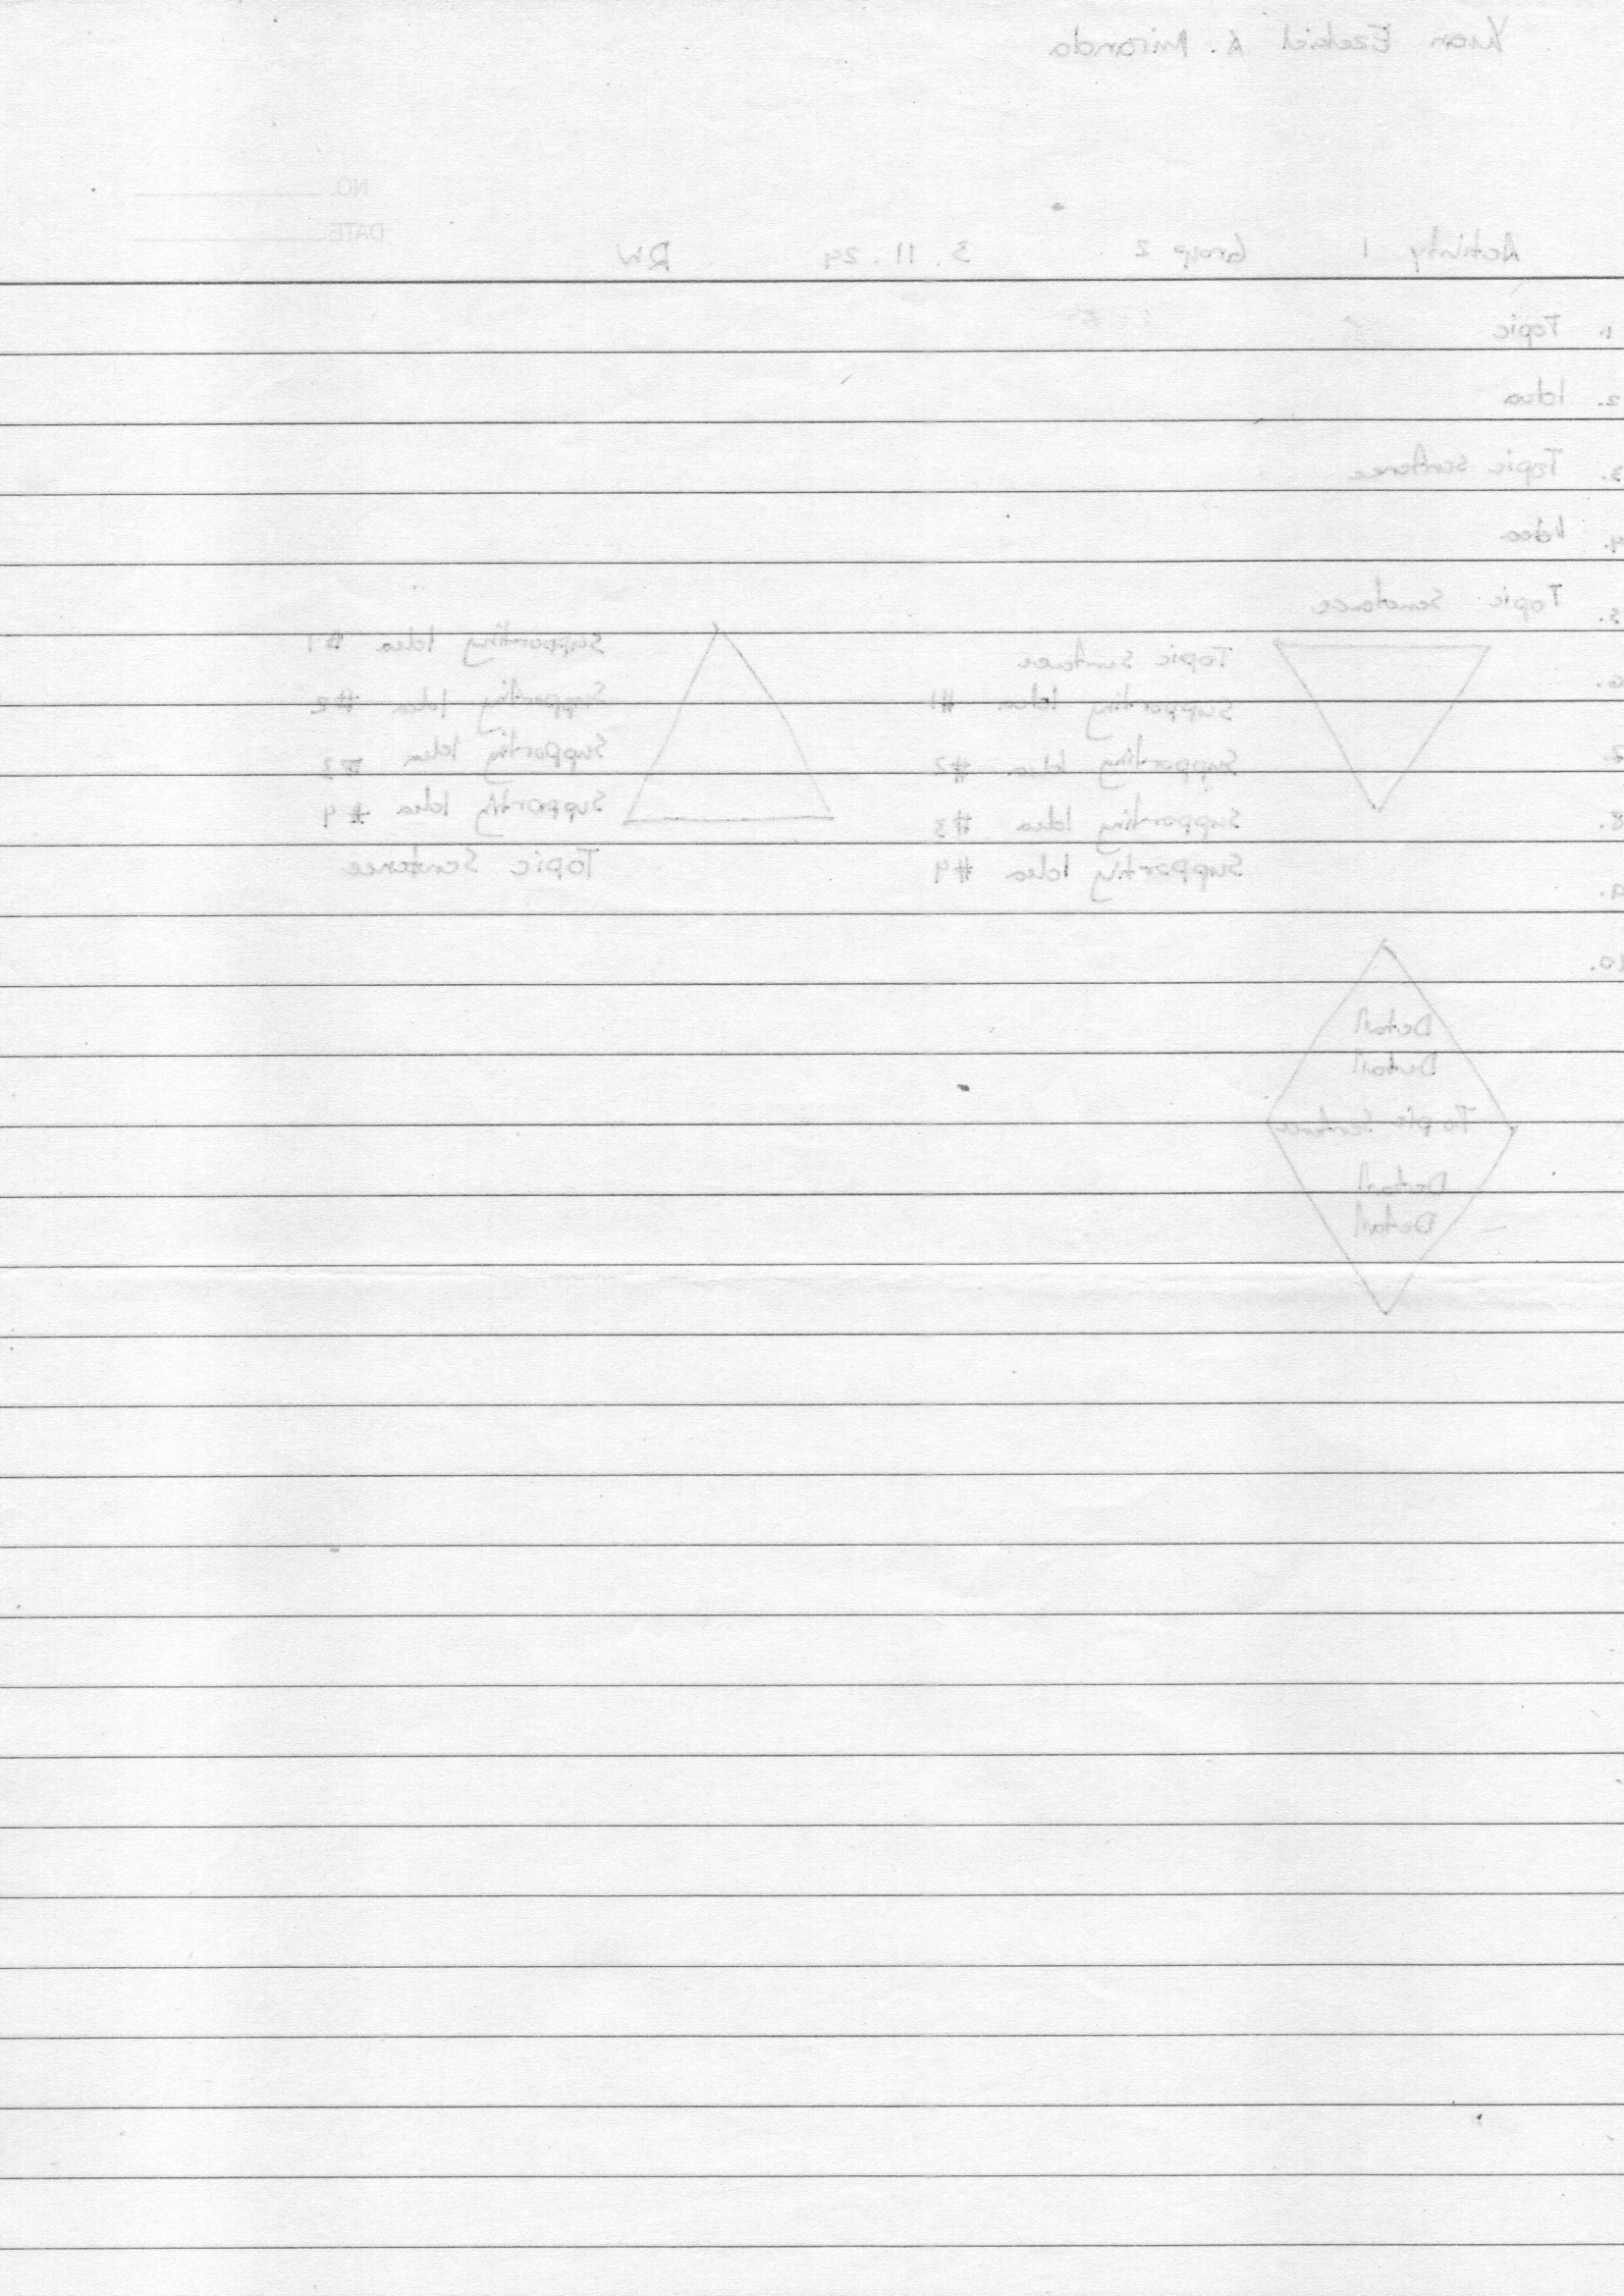 Yuan Ezekiel A. Miranda
NO.
DATE
Activity 1 Group 2 3.11.24 RW
1. Topic
2. Idea
3. Topic sentence
4. Idea
5. Topic Sendence
6.
7.
8.
9.
10.
Topic sentence
Supporting Idea #1
Supporting Idea #2
Supporting Idea #3
Supporting Idea #4
Supporting Idea #1
Supporting Idea #2
Supporting Idea #3
Supporting Idea #4
Topic Sentence
Detail
Detail
Topic Sentence
Detail
Detail